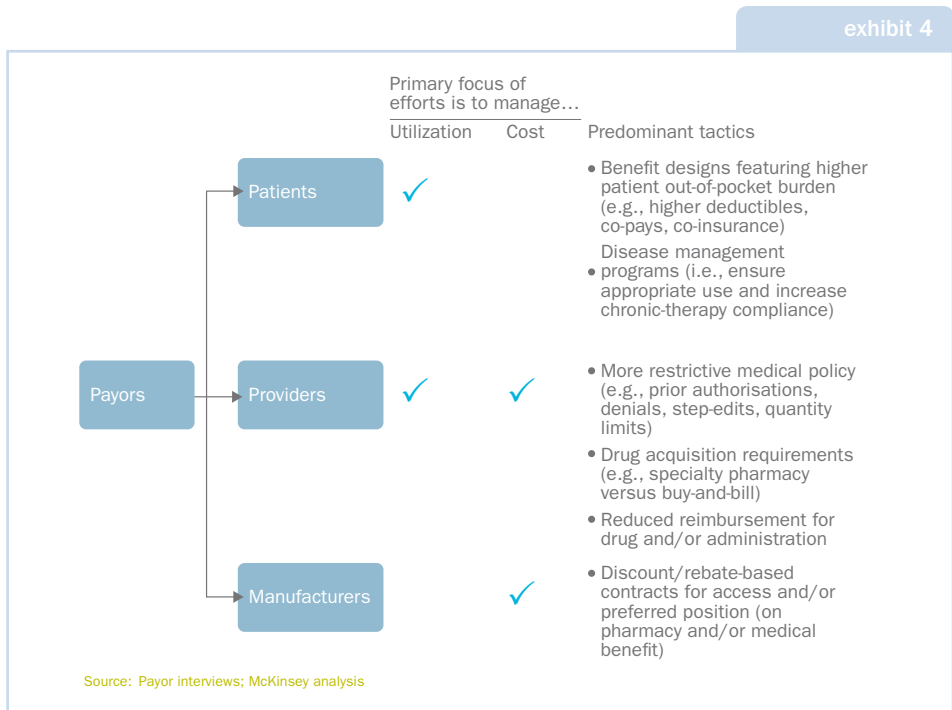 exhibit 4
Primary focus of
efforts is to manage…
Utilization Cost Predominant tactics
Patients
• Benefit designs featuring higher
patient out-of-pocket burden
(e.g., higher deductibles,
co-pays, co-insurance)
Disease management
• programs (i.e., ensure
appropriate use and increase
chronic-therapy compliance)
Payors
Providers
• More restrictive medical policy
(e.g., prior authorisations,
denials, step-edits, quantity
limits)
• Drug acquisition requirements
(e.g., specialty pharmacy
versus buy-and-bill)
• Reduced reimbursement for
drug and/or administration
Manufacturers
• Discount/rebate-based
contracts for access and/or
preferred position (on
pharmacy and/or medical
benefit)
Source: Payor interviews; McKinsey analysis